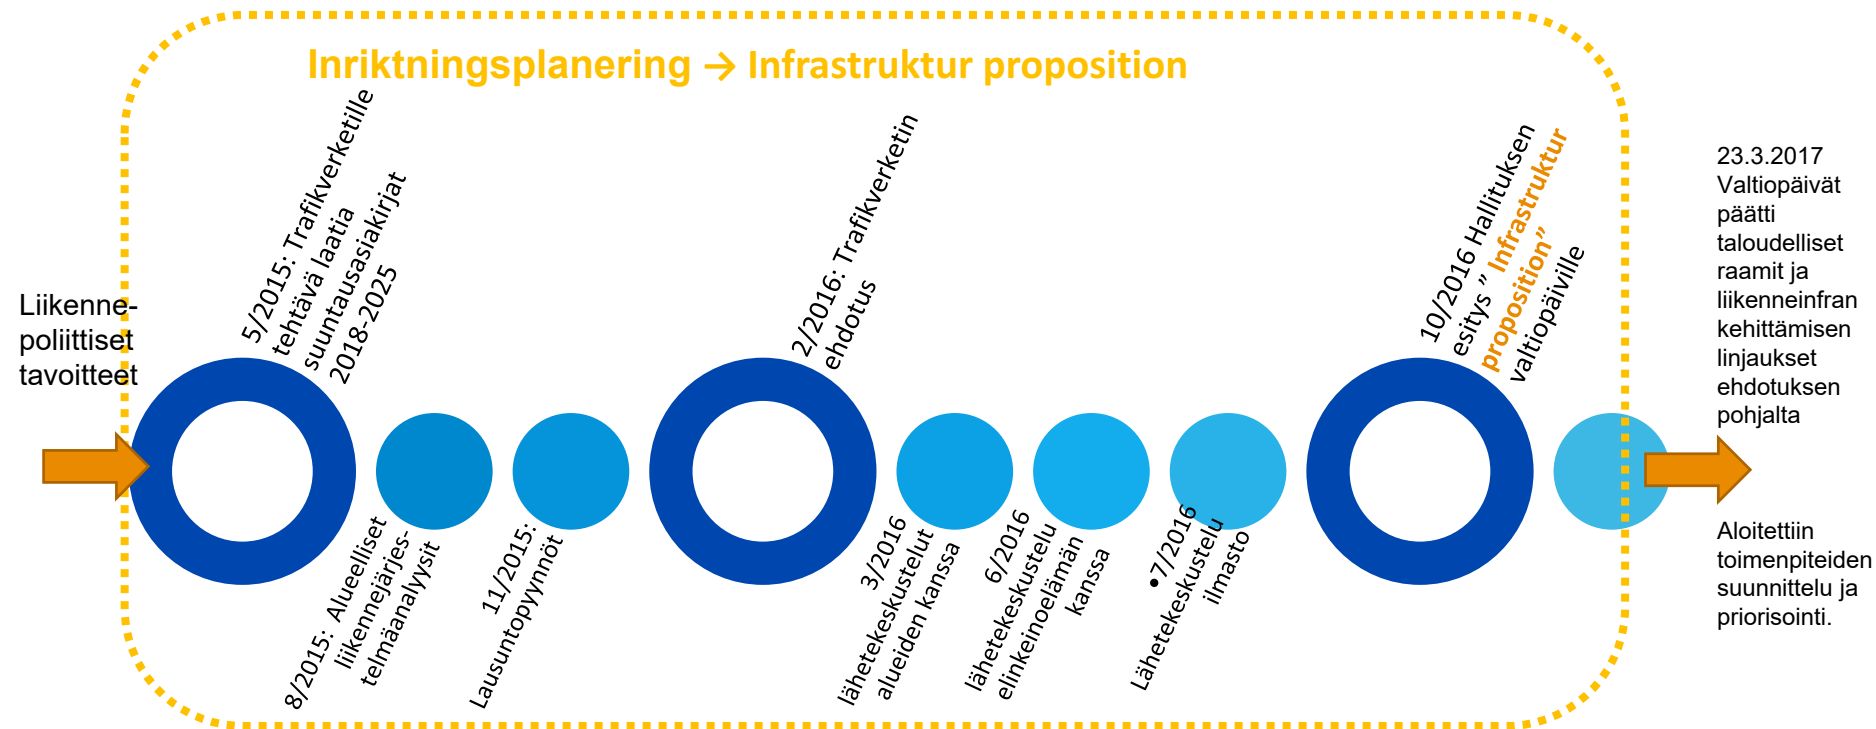 Inriktningsplanering → Infrastruktur proposition
Liikenne-
poliittiset
tavoitteet
5/2015: Trafikverketille
tehtävä laatia
suuntausasiakirjat
2018-2025
8/2015: Alueelliset
liikennejärjes-
telmäanalyysit
11/2015:
Lausuntopyynnöt
2/2016: Trafikverketin
ehdotus
3/2016
lähetekeskustelut
alueiden kanssa
6/2016
lähetekeskustelu
elinkeinoelämän
kanssa
•7/2016
Lähetekeskustelu
ilmasto
10/2016 Hallituksen
esitys ” Infrastruktur
proposition”
valtiopäiville
23.3.2017
Valtiopäivät
päätti
taloudelliset
raamit ja
liikenneinfran
kehittämisen
linjaukset
ehdotuksen
pohjalta
Aloitettiin
toimenpiteiden
suunnittelu ja
priorisointi.